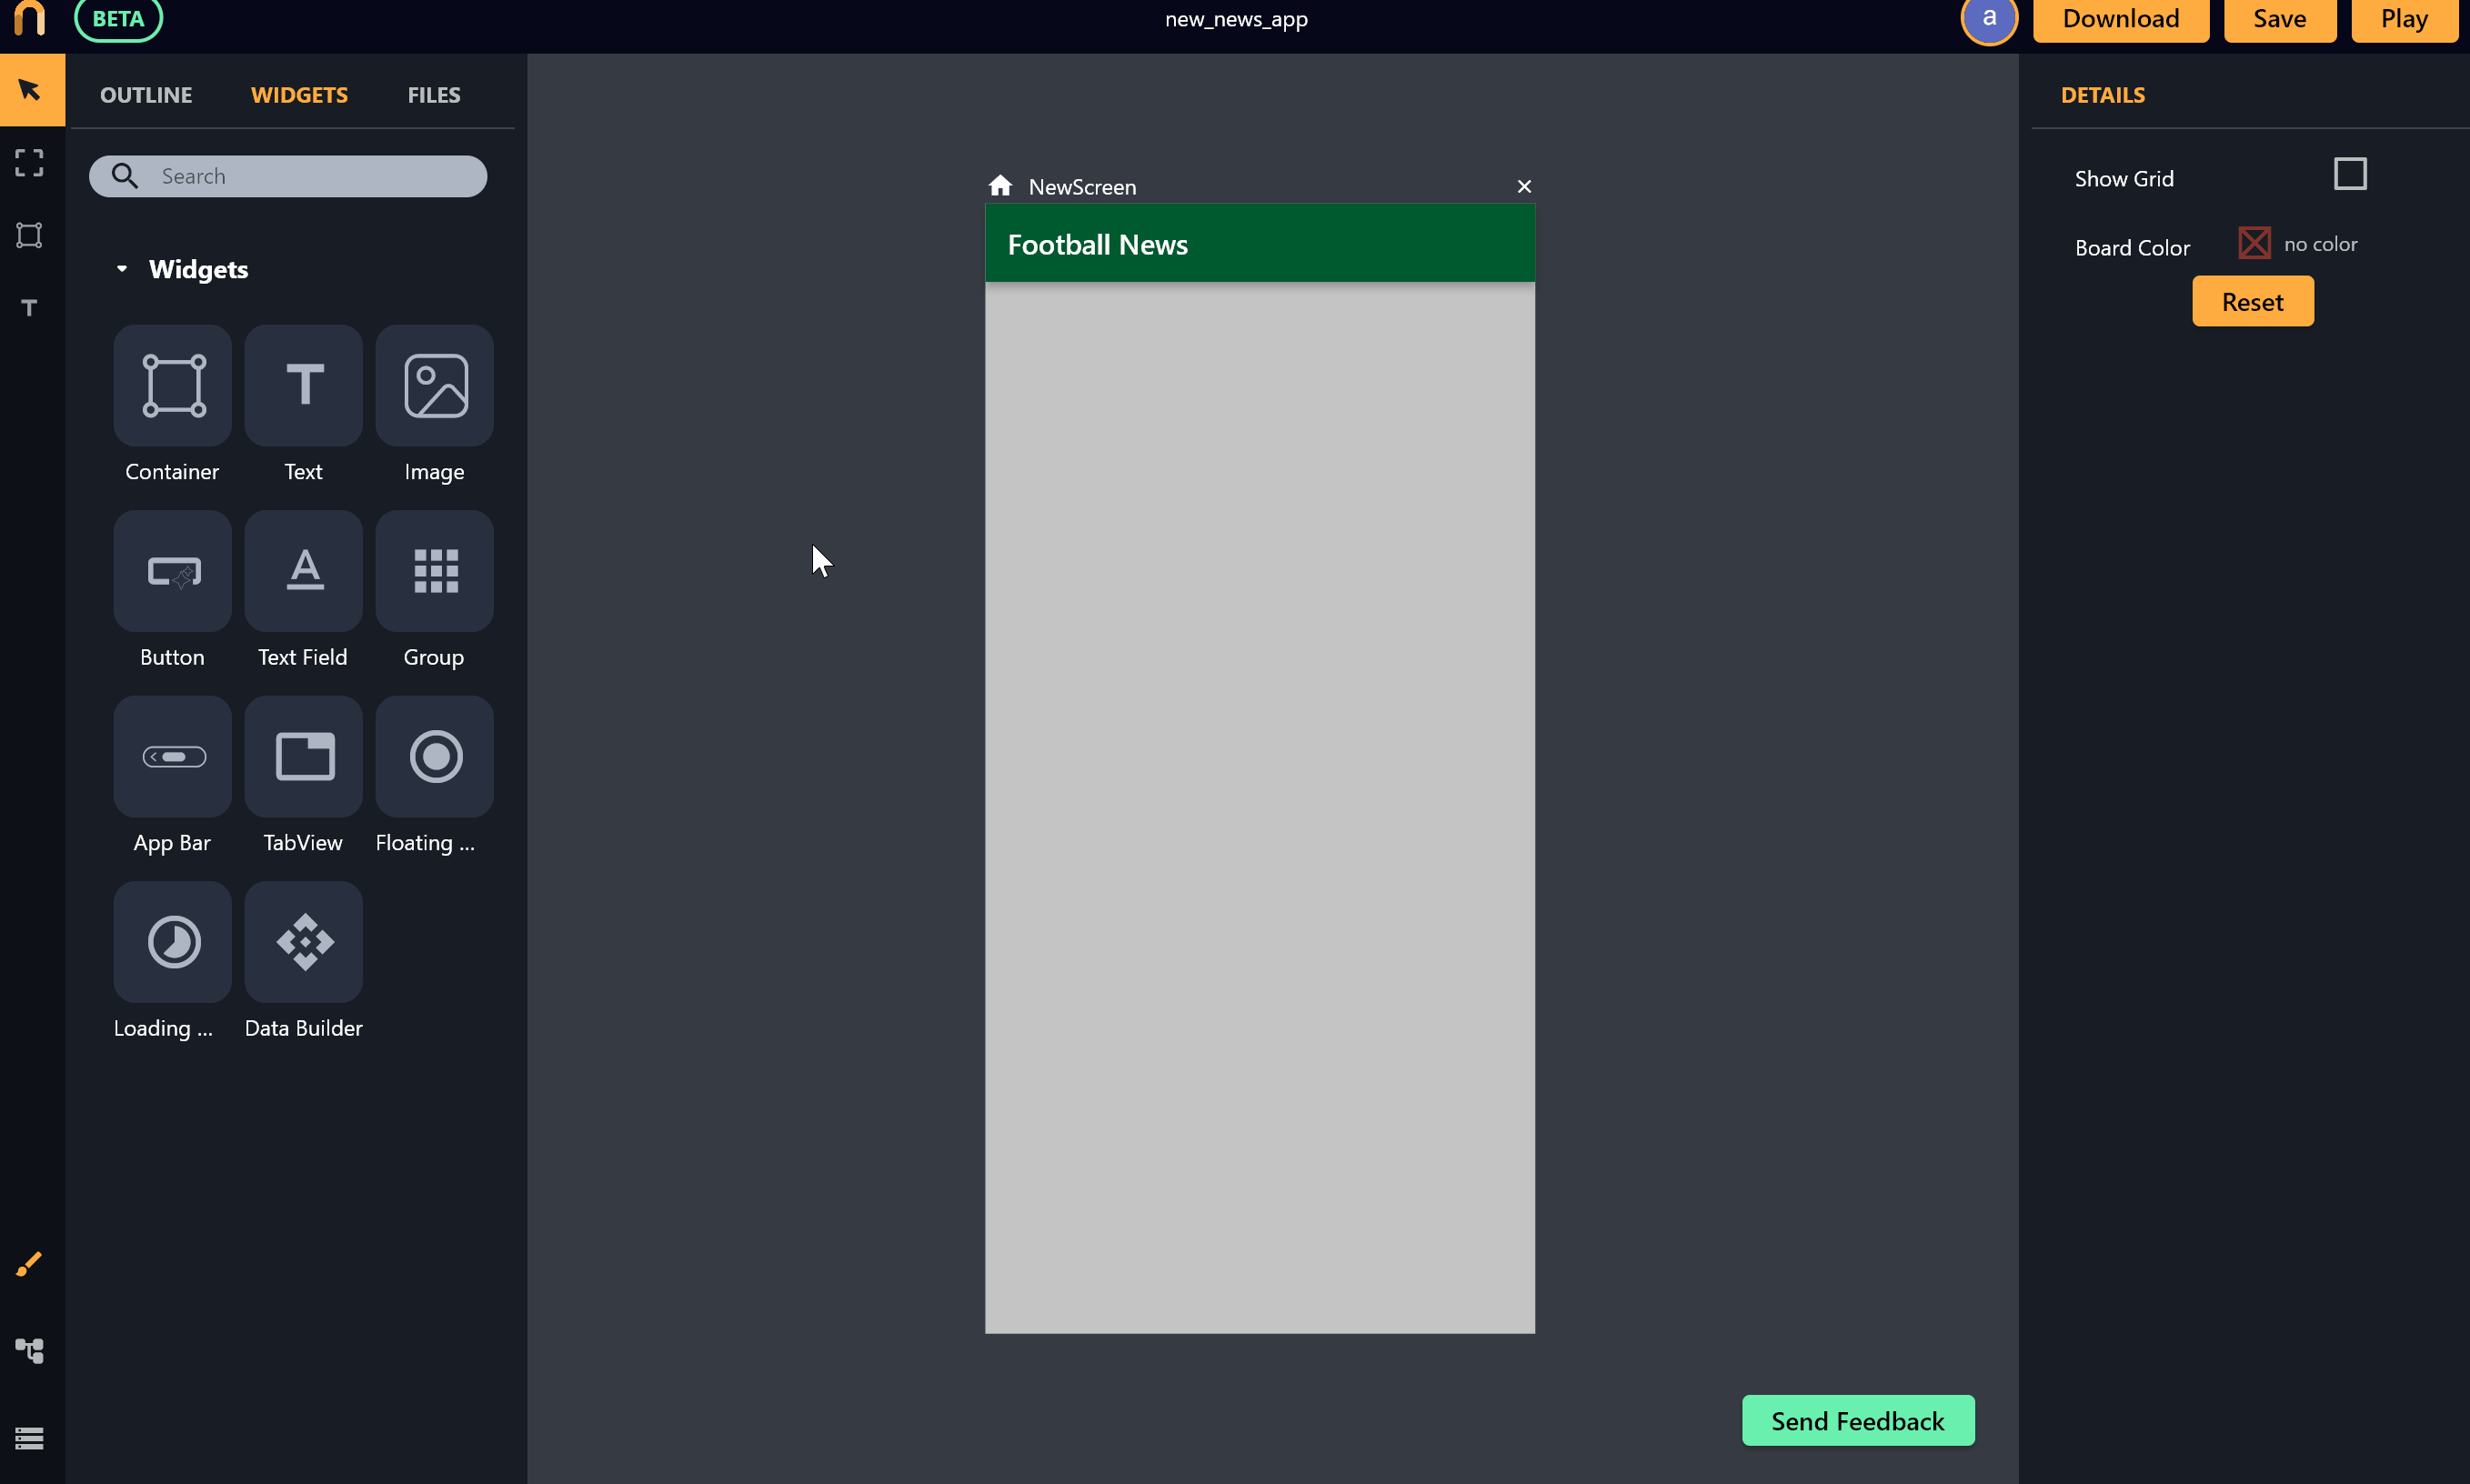 BETA
new_news_app
a
Download
Save
Play
OUTLINE
WIDGETS
FILES
Search
Widgets
Container
Text
Image
Button
Text Field
Group
App Bar
TabView
Floating ...
Loading ...
Data Builder
NewScreen
Football News
DETAILS
Show Grid
Board Color
no color
Reset
Send Feedback